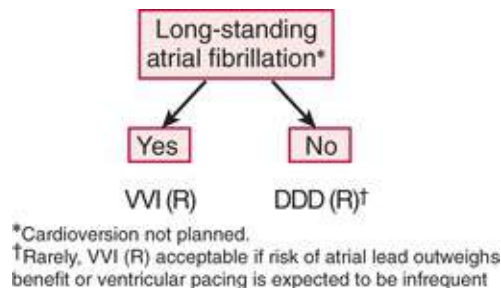 Long-standing
atrial fibrillation*
Yes No
VVI (R) DDD (R)†
*Cardioversion not planned.
†Rarely, VVI (R) acceptable if risk of atrial lead outweighs
benefit or ventricular pacing is expected to be infrequent